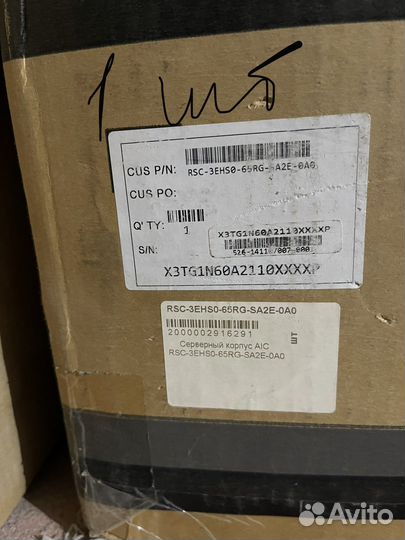 1 шт
CUS P/N:
RSC-3EHS0-65RG-SA2E-0A0
CUS PO:
Q'TY:
1
S/N:
X3TG1N60A2110XXXXP
X3TG1N60A2110XXXXP
RSC-3EHS0-65RG-SA2E-0A0
2000002916291
ШТ
Серверный корпус AIC
RSC-3EHS0-65RG-SA2E-0A0
Avito